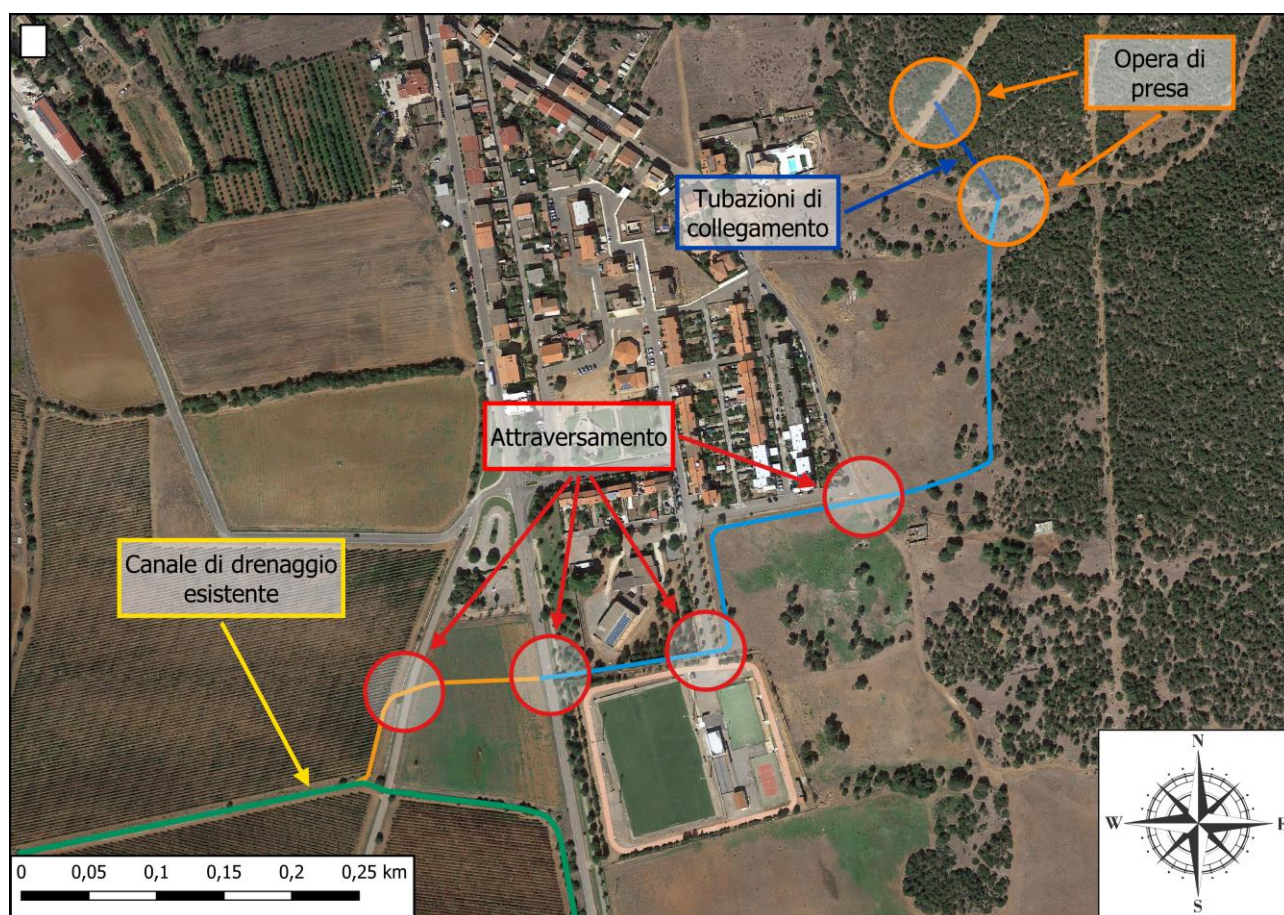 Opera di
presa
Tubazioni di
collegamento
Attraversamento
Canale di drenaggio
esistente
0 0,05 0,1 0,15 0,2 0,25 km
N
W E
S